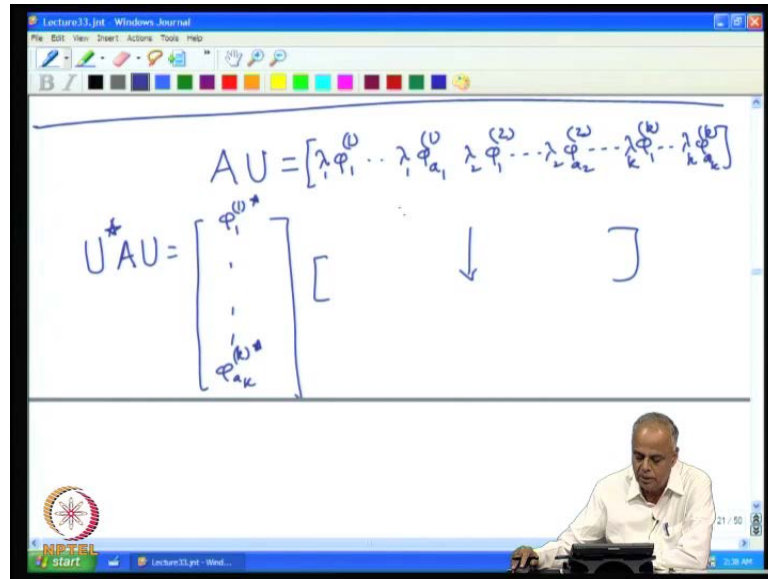 Lecture33.jnt - Windows Journal
File Edit View Insert Actions Tools Help
B I
AU = [λ₁φ₁⁽¹⁾ ·· λ₁φₐ₁⁽¹⁾ λ₂φ₁⁽²⁾ --- λ₂φₐ₂⁽²⁾ --- λₖφ₁⁽ᵏ⁾ ·· λₖφₐₖ⁽ᵏ⁾]
U*AU = [φ₁⁽¹⁾* ... φₐₖ⁽ᵏ⁾*] [ ↓ ]
21 / 50
NPTEL
start Lecture33.jnt - Wind... 2:38 AM